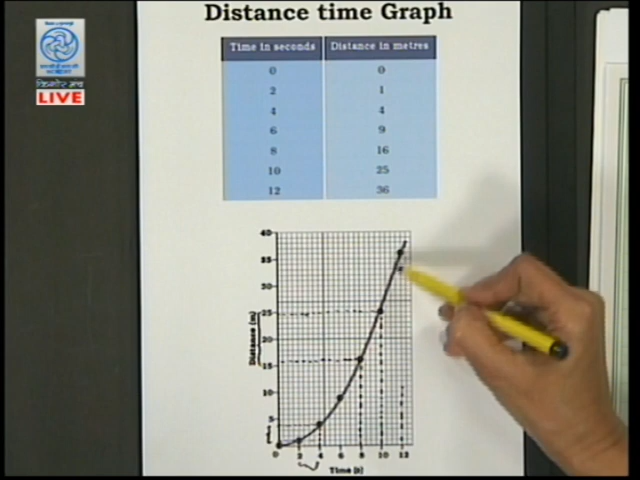 Distance time Graph
Time in seconds Distance in metres
0 0
2 1
4 4
6 9
8 16
10 25
12 36
LIVE
40
35
30
25
20
15
5
0
2 4 6 8 10 12
Distance (m)
Time (s)